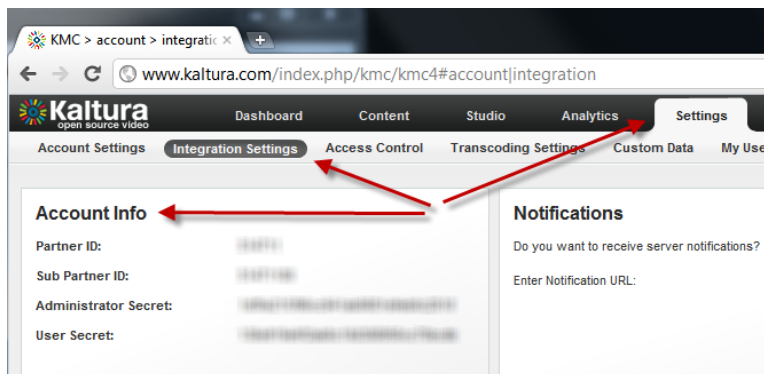 KMC > account > integratic
www.kaltura.com/index.php/kmc/kmc4#account|integration
Kaltura Dashboard Content Studio Analytics Settings
open source video
Account Settings Integration Settings Access Control Transcoding Settings Custom Data My Use
Account Info
Partner ID:
Sub Partner ID:
Administrator Secret:
User Secret:
Notifications
Do you want to receive server notifications?
Enter Notification URL: